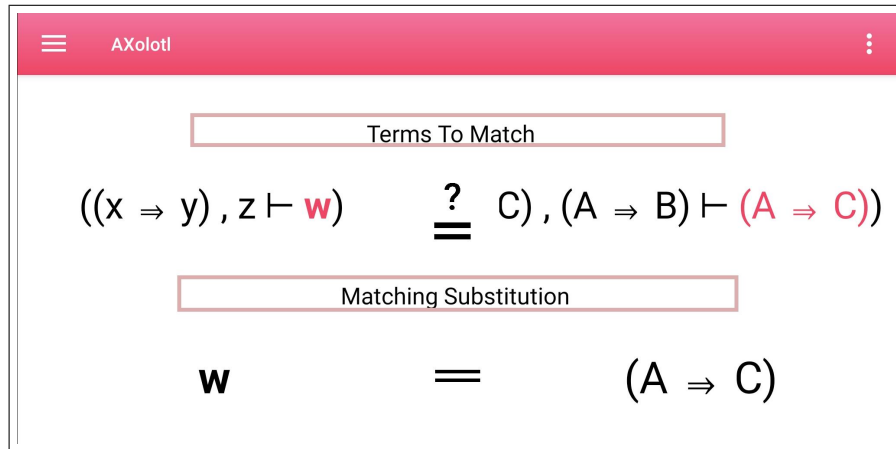 AXolotl
Terms To Match
((x ⇒ y) , z ⊢ w) ≟ C) , (A ⇒ B) ⊢ (A ⇒ C))
Matching Substitution
w = (A ⇒ C)